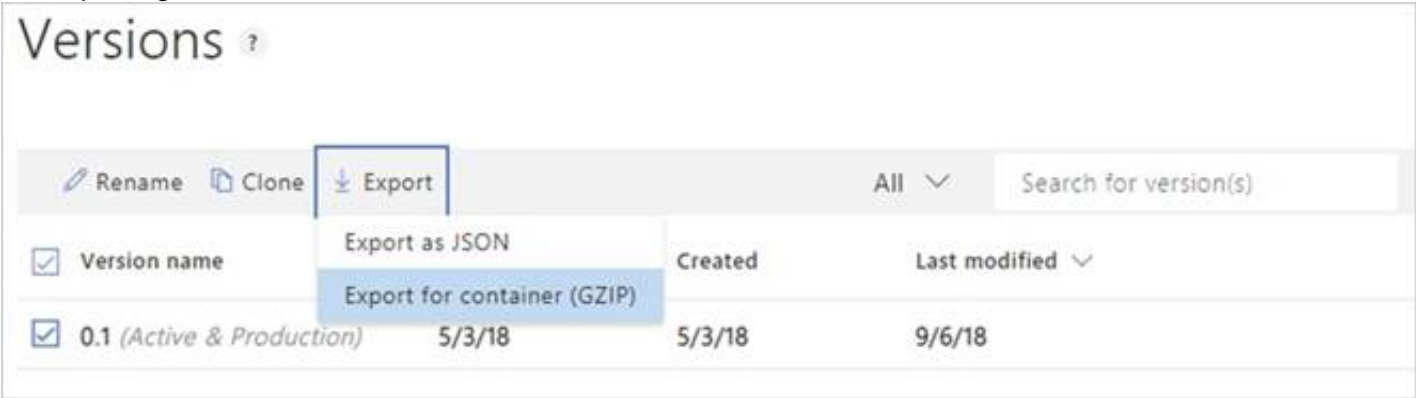 Versions ?
Rename Clone Export All Search for version(s)
Export as JSON
Version name Created Last modified
Export for container (GZIP)
0.1 (Active & Production) 5/3/18 5/3/18 9/6/18